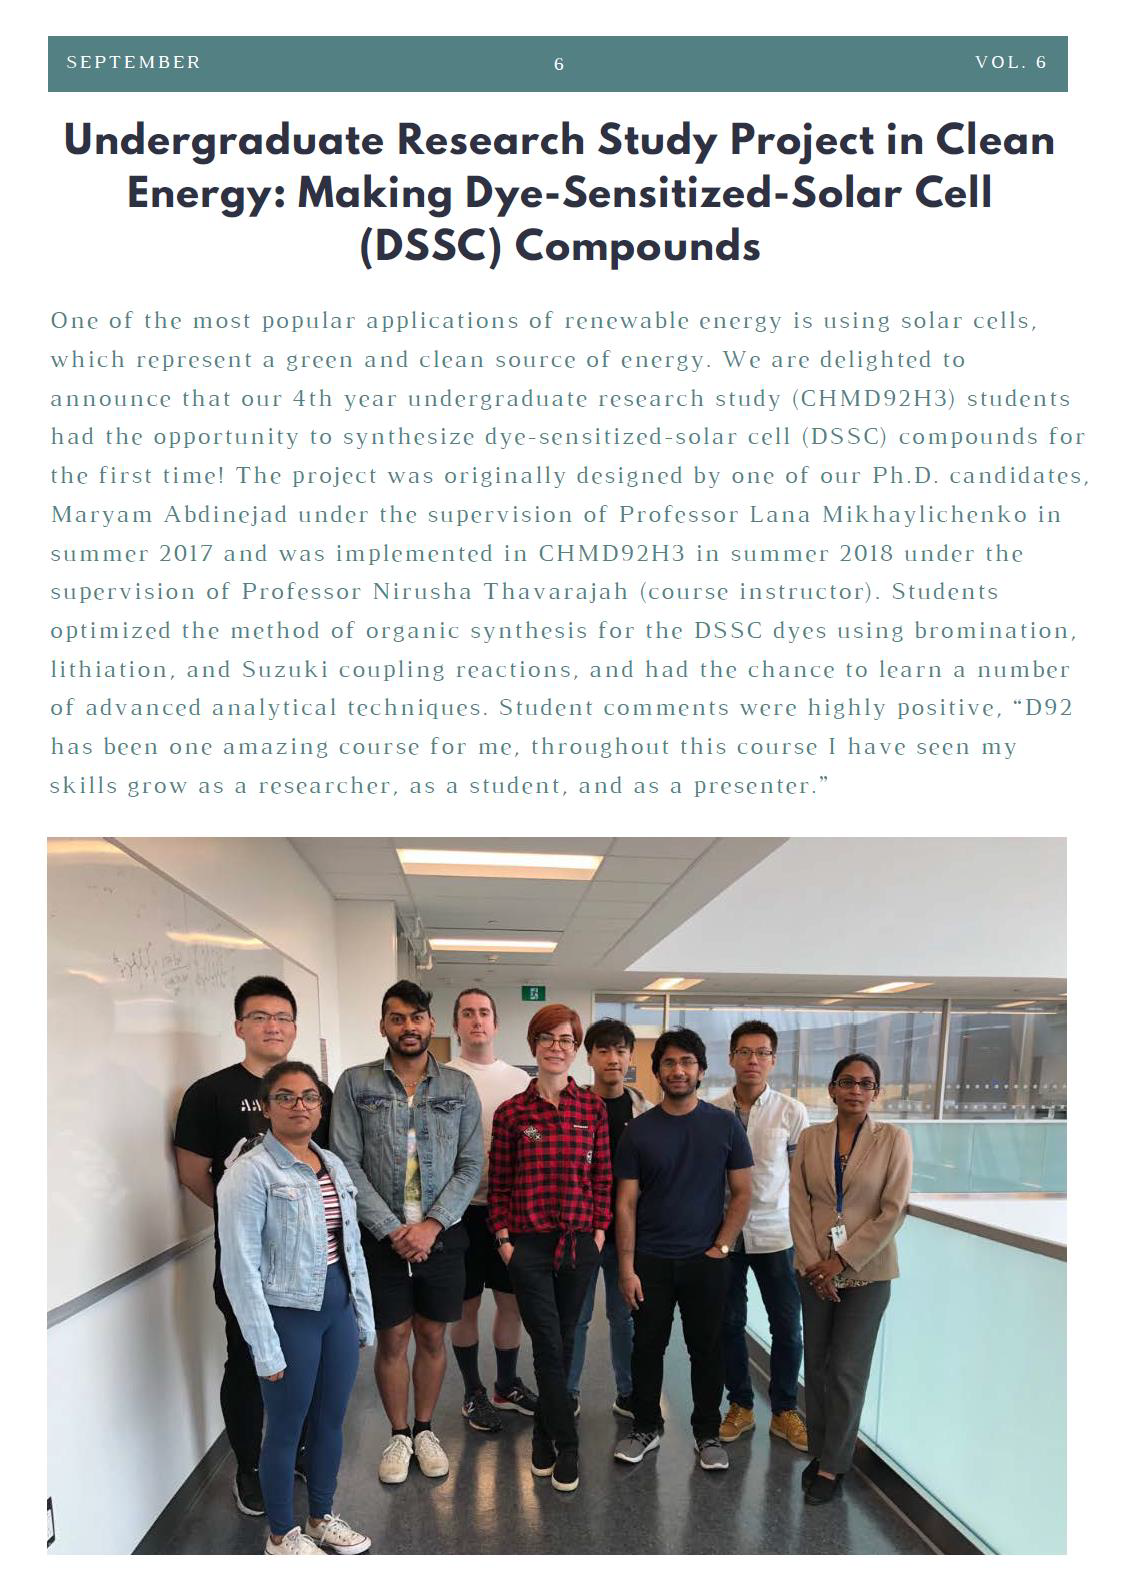 SEPTEMBER
6
VOL. 6
Undergraduate Research Study Project in Clean
Energy: Making Dye-Sensitized-Solar Cell
(DSSC) Compounds
One of the most popular applications of renewable energy is using solar cells,
which represent a green and clean source of energy. We are delighted to
announce that our 4th year undergraduate research study (CHMD92H3) students
had the opportunity to synthesize dye-sensitized-solar cell (DSSC) compounds for
the first time! The project was originally designed by one of our Ph.D. candidates,
Maryam Abdinejad under the supervision of Professor Lana Mikhaylichenko in
summer 2017 and was implemented in CHMD92H3 in summer 2018 under the
supervision of Professor Nirusha Thavarajah (course instructor). Students
optimized the method of organic synthesis for the DSSC dyes using bromination,
lithiation, and Suzuki coupling reactions, and had the chance to learn a number
of advanced analytical techniques. Student comments were highly positive, “D92
has been one amazing course for me, throughout this course I have seen my
skills grow as a researcher, as a student, and as a presenter.”